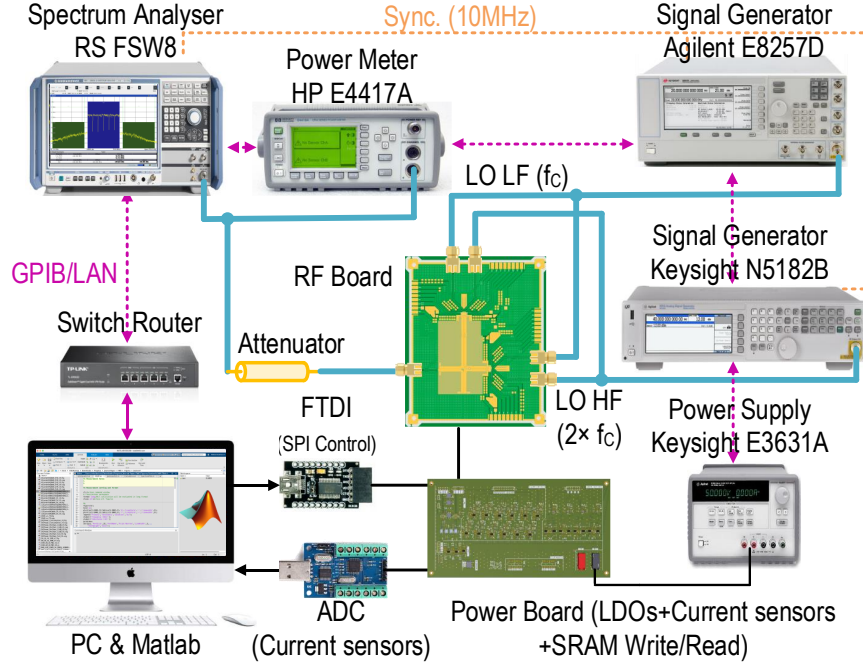 Spectrum Analyser
RS FSW8
Sync. (10MHz)
Signal Generator
Agilent E8257D
Power Meter
HP E4417A
LO LF (fC)
GPIB/LAN
RF Board
Signal Generator
Keysight N5182B
Switch Router
TP-LINK
Attenuator
FTDI
(SPI Control)
LO HF
(2× fC)
Power Supply
Keysight E3631A
PC & Matlab
ADC
(Current sensors)
Power Board (LDOs+Current sensors
+SRAM Write/Read)